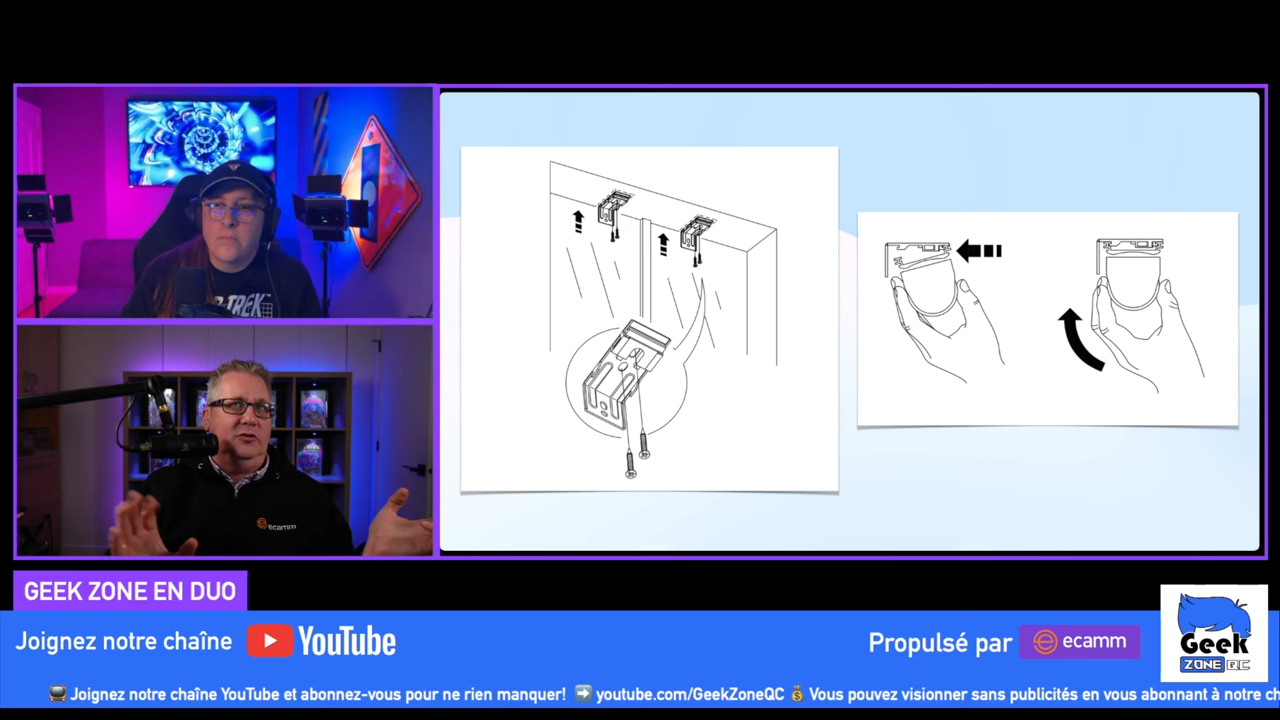 TREK
ecamm
GEEK ZONE EN DUO
Joignez notre chaîne YouTube
Propulsé par ecamm
Geek
ZONE QC
Joignez notre chaîne YouTube et abonnez-vous pour ne rien manquer! ➡️ youtube.com/GeekZoneQC 💰 Vous pouvez visionner sans publicités en vous abonnant à notre ch